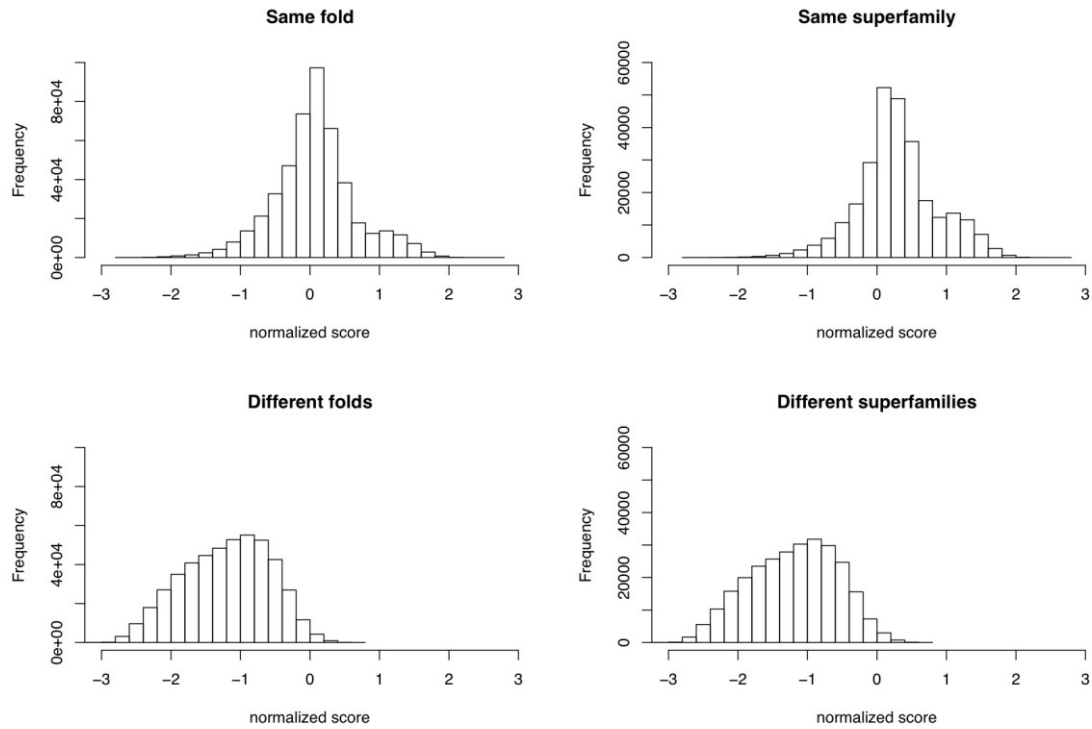 Same fold
Frequency
0e+00 4e+04 8e+04
−3 −2 −1 0 1 2 3
normalized score
Same superfamily
Frequency
0 20000 40000 60000
−3 −2 −1 0 1 2 3
normalized score
Different folds
Frequency
0e+00 4e+04 8e+04
−3 −2 −1 0 1 2 3
normalized score
Different superfamilies
Frequency
0 20000 40000 60000
−3 −2 −1 0 1 2 3
normalized score